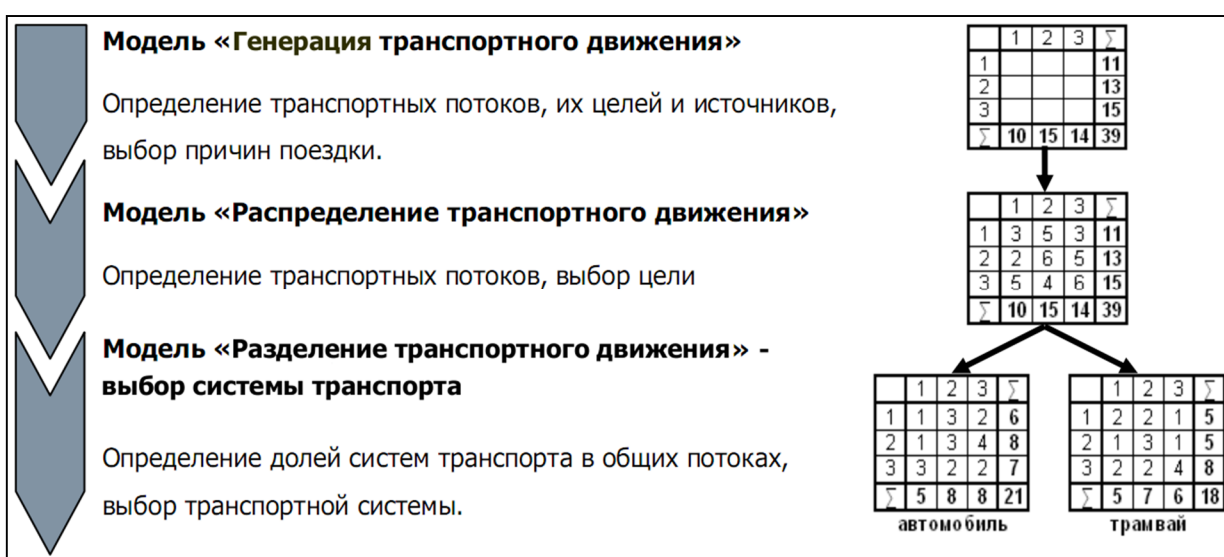 Модель «Генерация транспортного движения»
Определение транспортных потоков, их целей и источников,
выбор причин поездки.
Модель «Распределение транспортного движения»
Определение транспортных потоков, выбор цели
Модель «Разделение транспортного движения» -
выбор системы транспорта
Определение долей систем транспорта в общих потоках,
выбор транспортной системы.
1 2 3 ∑
1 11
2 13
3 15
∑ 10 15 14 39
1 2 3 ∑
1 3 5 3 11
2 2 6 5 13
3 5 4 6 15
∑ 10 15 14 39
1 2 3 ∑
1 1 3 2 6
2 1 3 4 8
3 3 2 2 7
∑ 5 8 8 21
автомобиль
1 2 3 ∑
1 2 2 1 5
2 1 3 1 5
3 2 2 4 8
∑ 5 7 6 18
трамвай